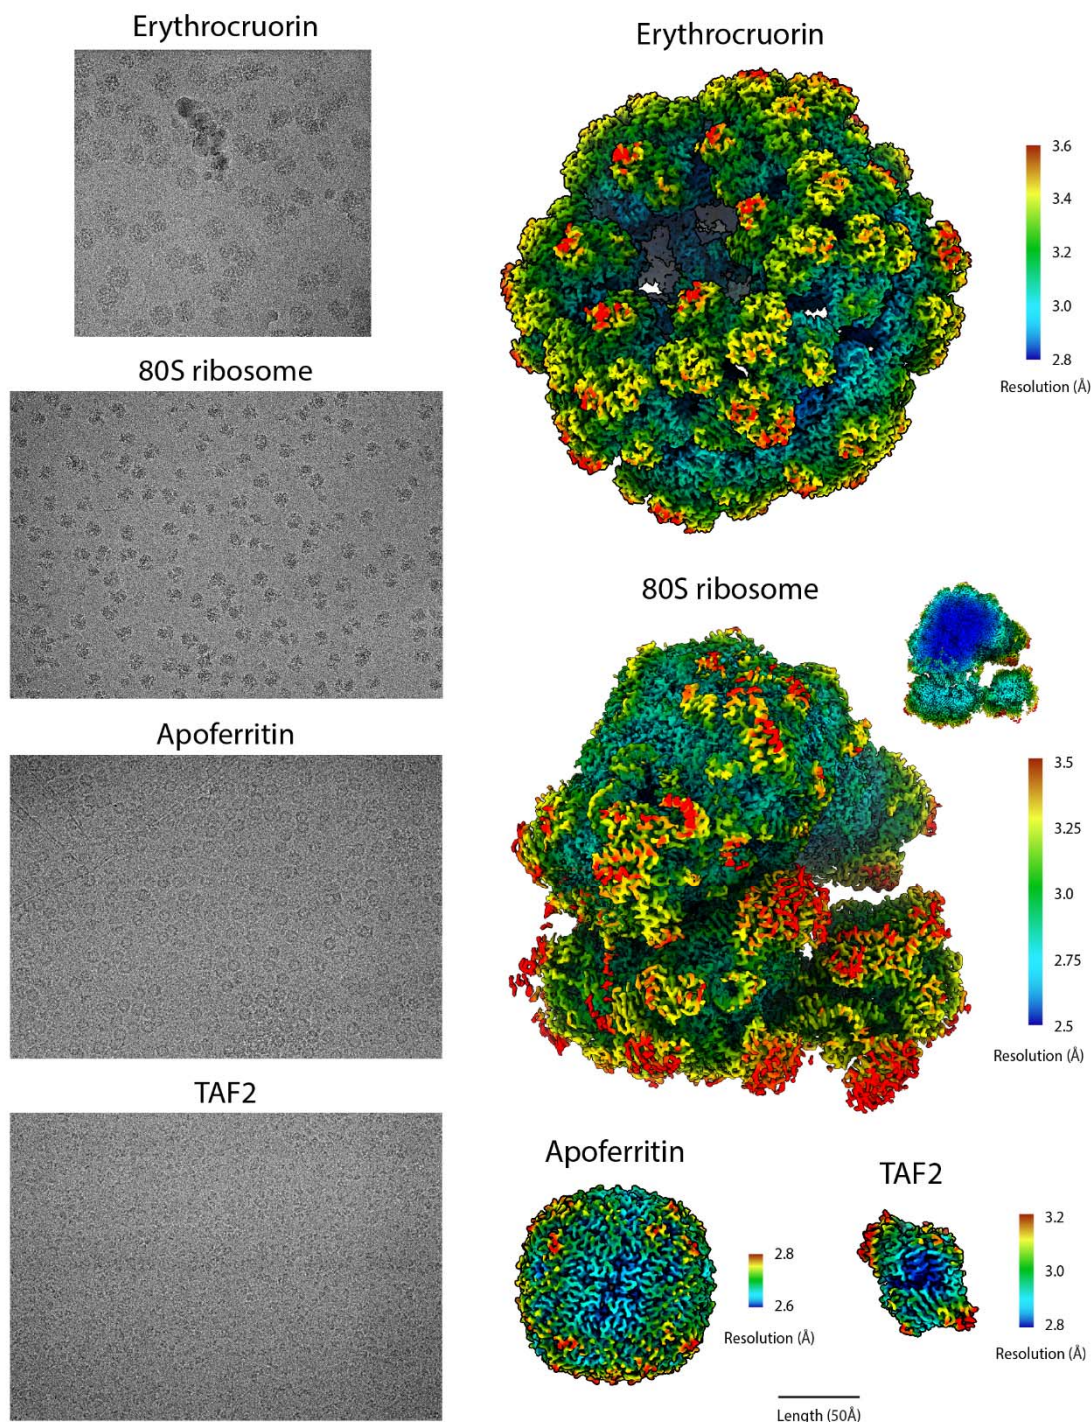 Erythrocruorin
80S ribosome
Apoferritin
TAF2
Erythrocruorin
3.6
3.4
3.2
3.0
2.8
Resolution (Å)
80S ribosome
3.5
3.25
3.0
2.75
2.5
Resolution (Å)
Apoferritin
2.8
2.6
Resolution (Å)
TAF2
3.2
3.0
2.8
Resolution (Å)
Length (50Å)